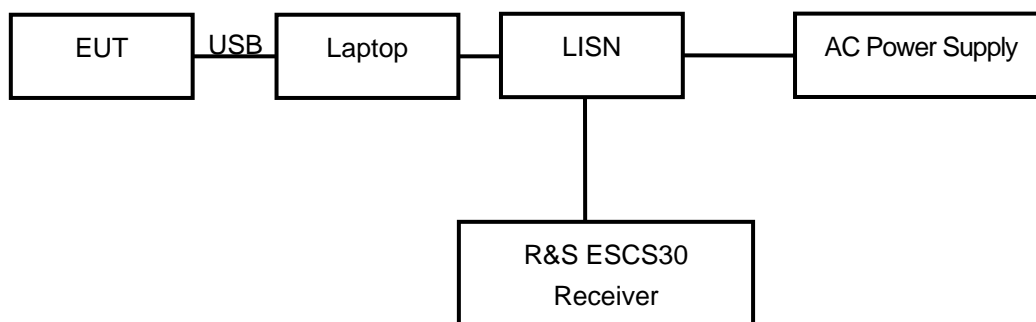 EUT
USB
Laptop
LISN
AC Power Supply
R&S ESCS30
Receiver